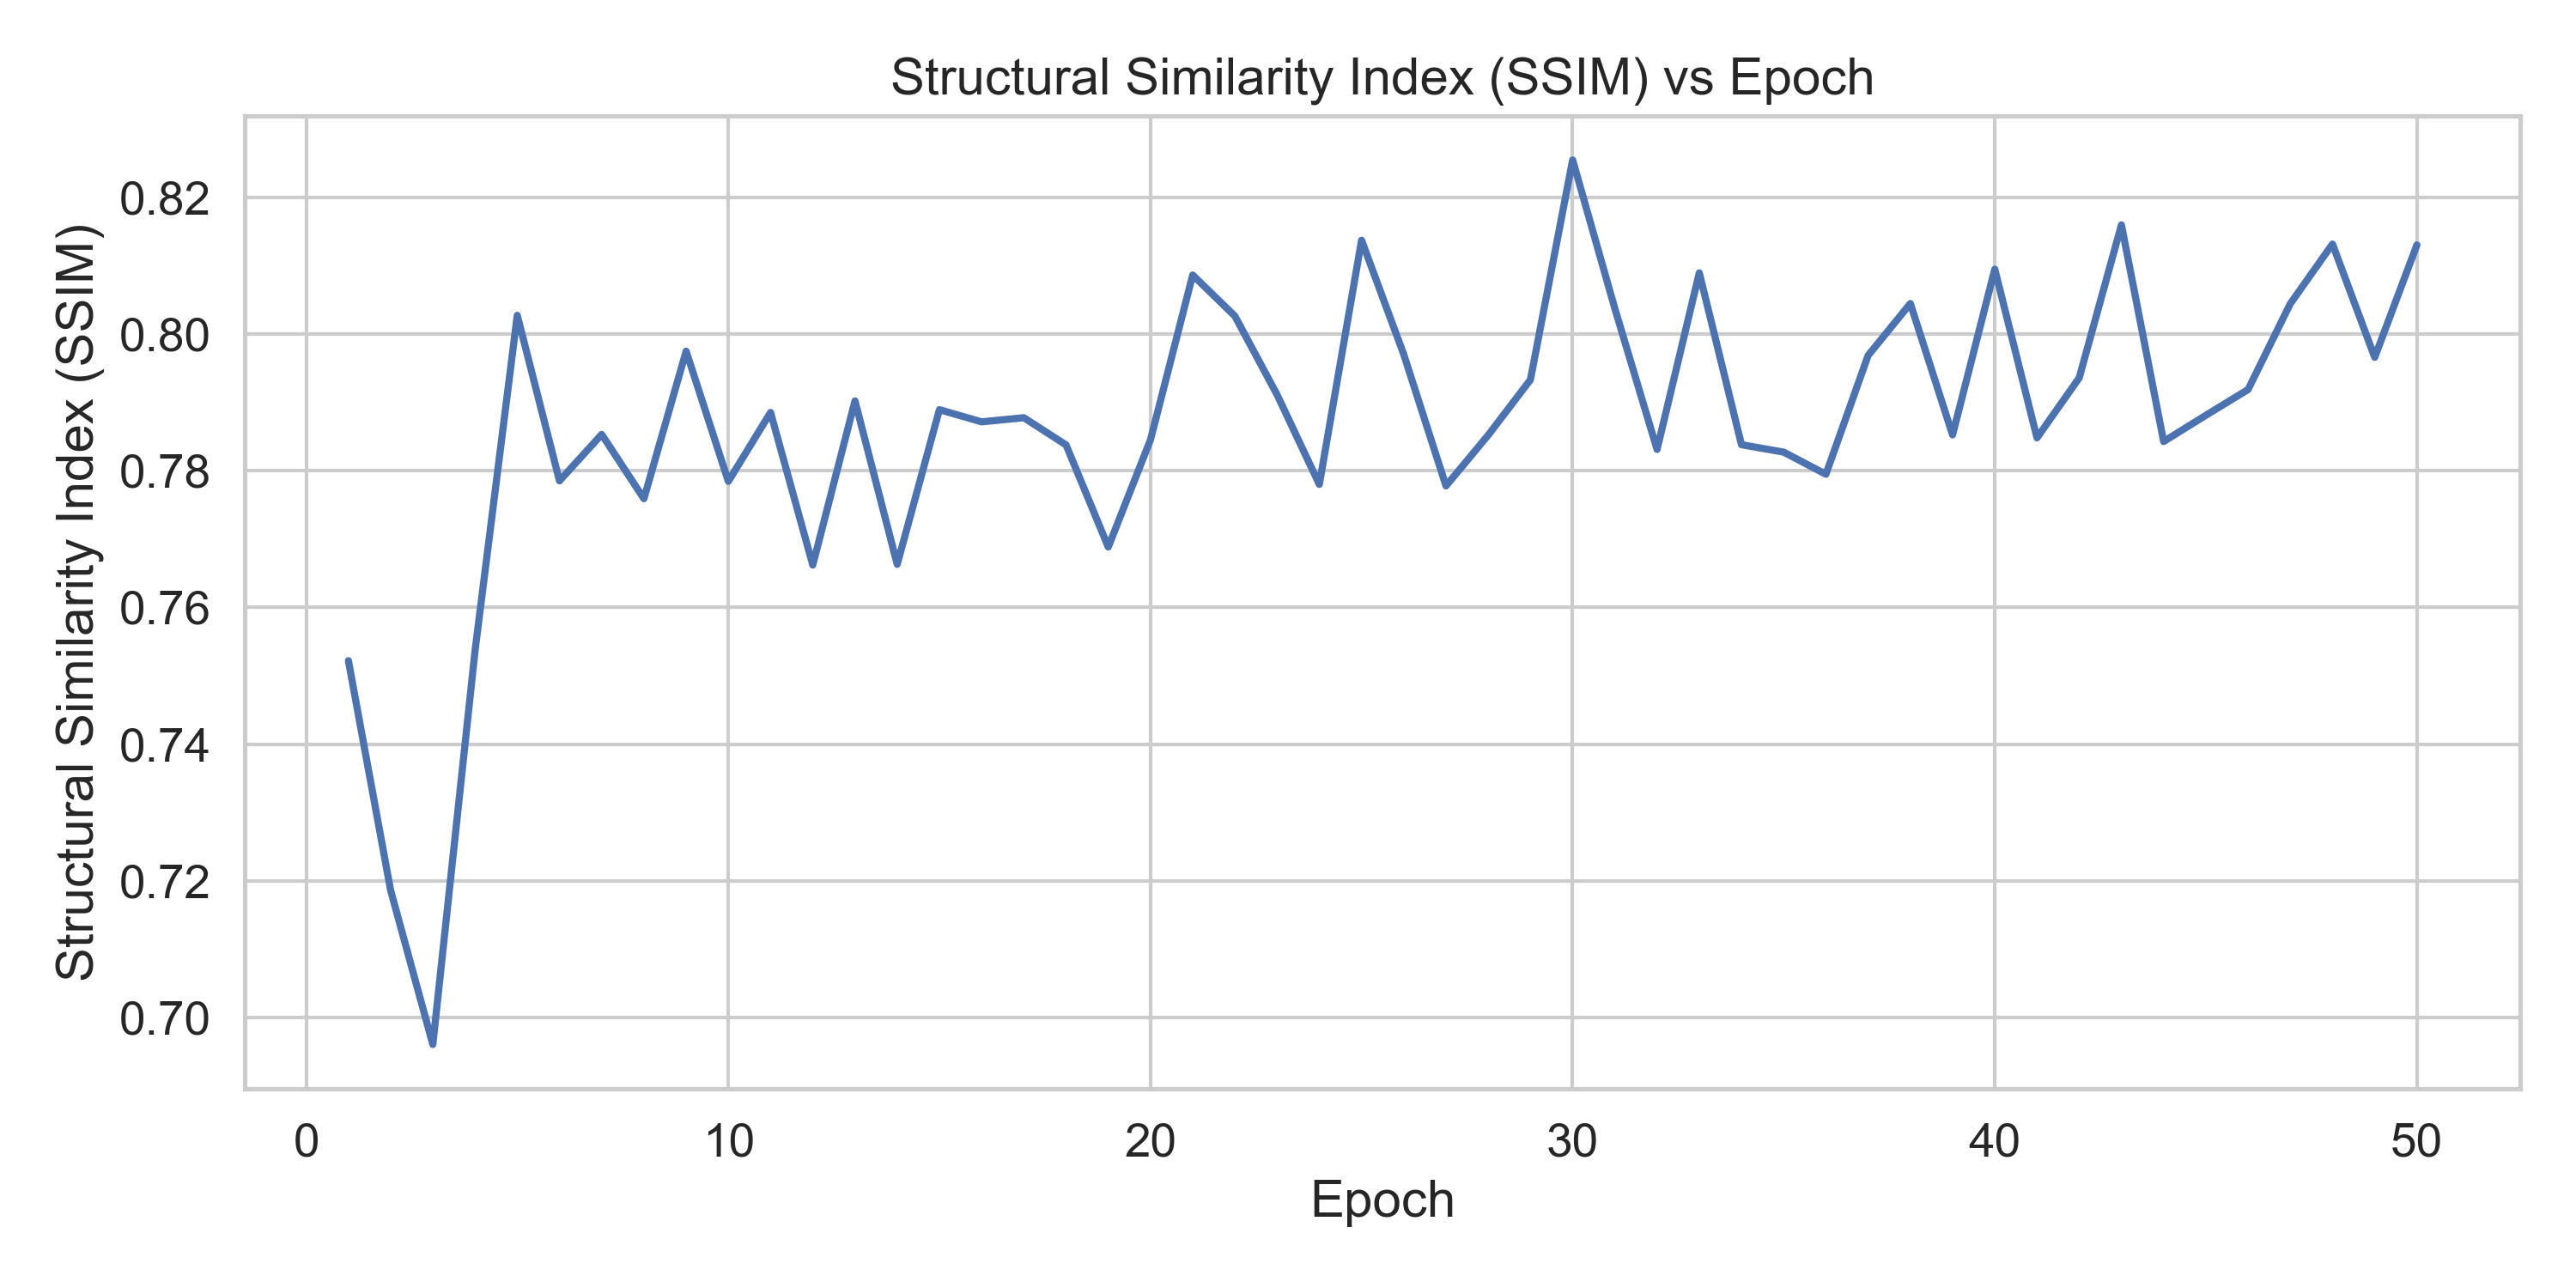 Structural Similarity Index (SSIM) vs Epoch
Structural Similarity Index (SSIM)
0.82
0.80
0.78
0.76
0.74
0.72
0.70
0 10 20 30 40 50
Epoch